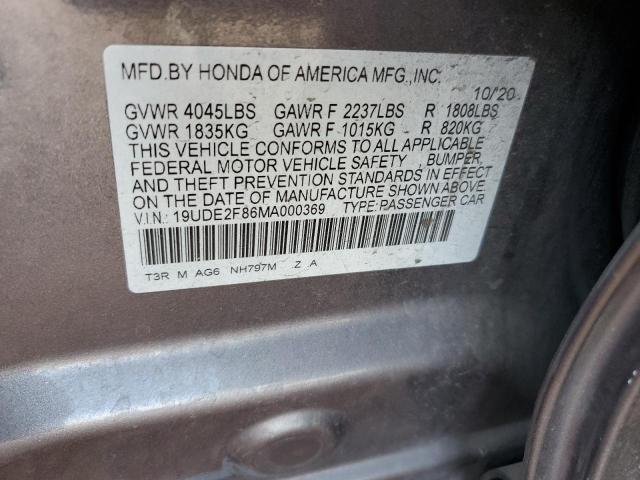 MFD.BY HONDA OF AMERICA MFG.,INC.
10/20
GVWR 4045LBS GAWR F 2237LBS R 1808LBS
GVWR 1835KG GAWR F 1015KG R 820KG
THIS VEHICLE CONFORMS TO ALL APPLICABLE
FEDERAL MOTOR VEHICLE SAFETY , BUMPER,
AND THEFT PREVENTION STANDARDS IN EFFECT
ON THE DATE OF MANUFACTURE SHOWN ABOVE
V.I.N.: 19UDE2F86MA000369 TYPE:PASSENGER CAR
T3R M AG6 NH797M Z A